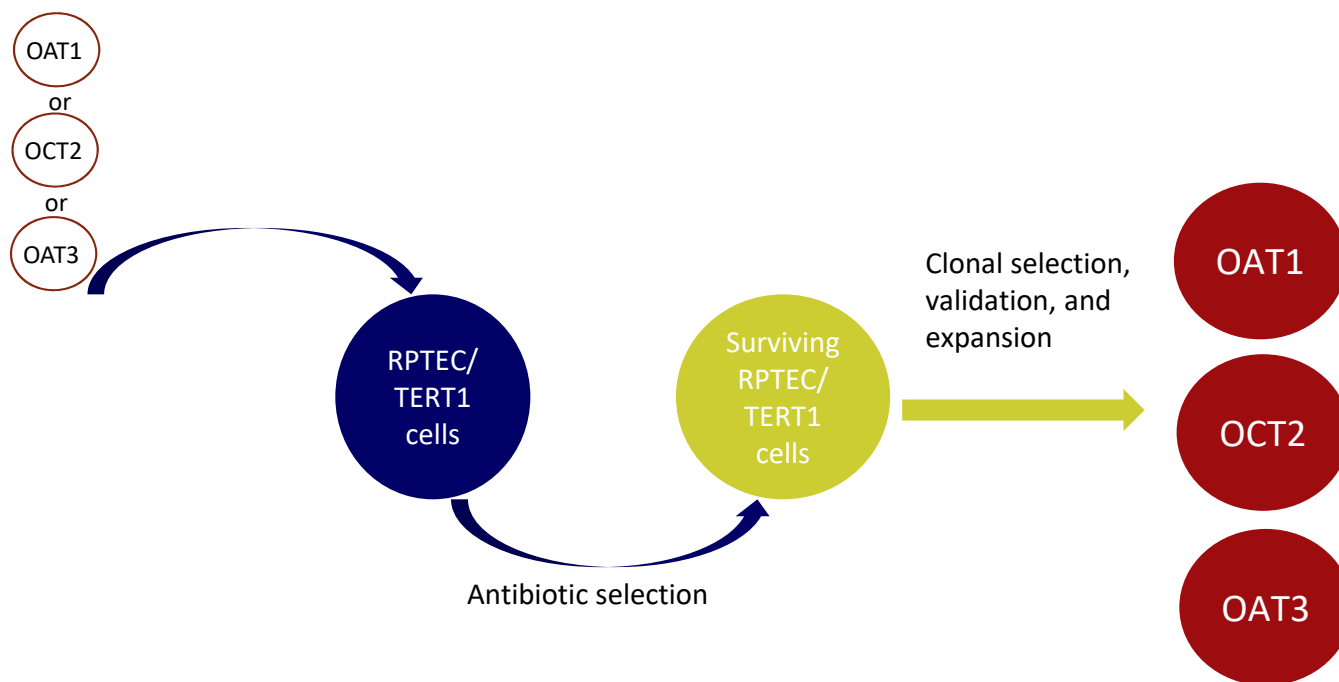 OAT1
or
OCT2
or
OAT3
RPTEC/
TERT1
cells
Antibiotic selection
Surviving
RPTEC/
TERT1
cells
Clonal selection,
validation, and
expansion
OAT1
OCT2
OAT3